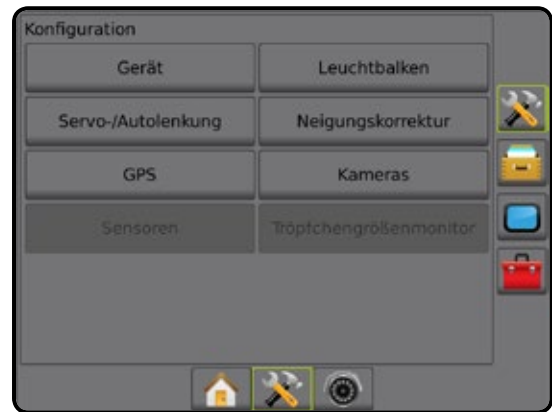 Konfiguration
Gerät Leuchtbalken
Servo-/Autolenkung Neigungskorrektur
GPS Kameras
Sensoren Tröpfchengrößenmonitor